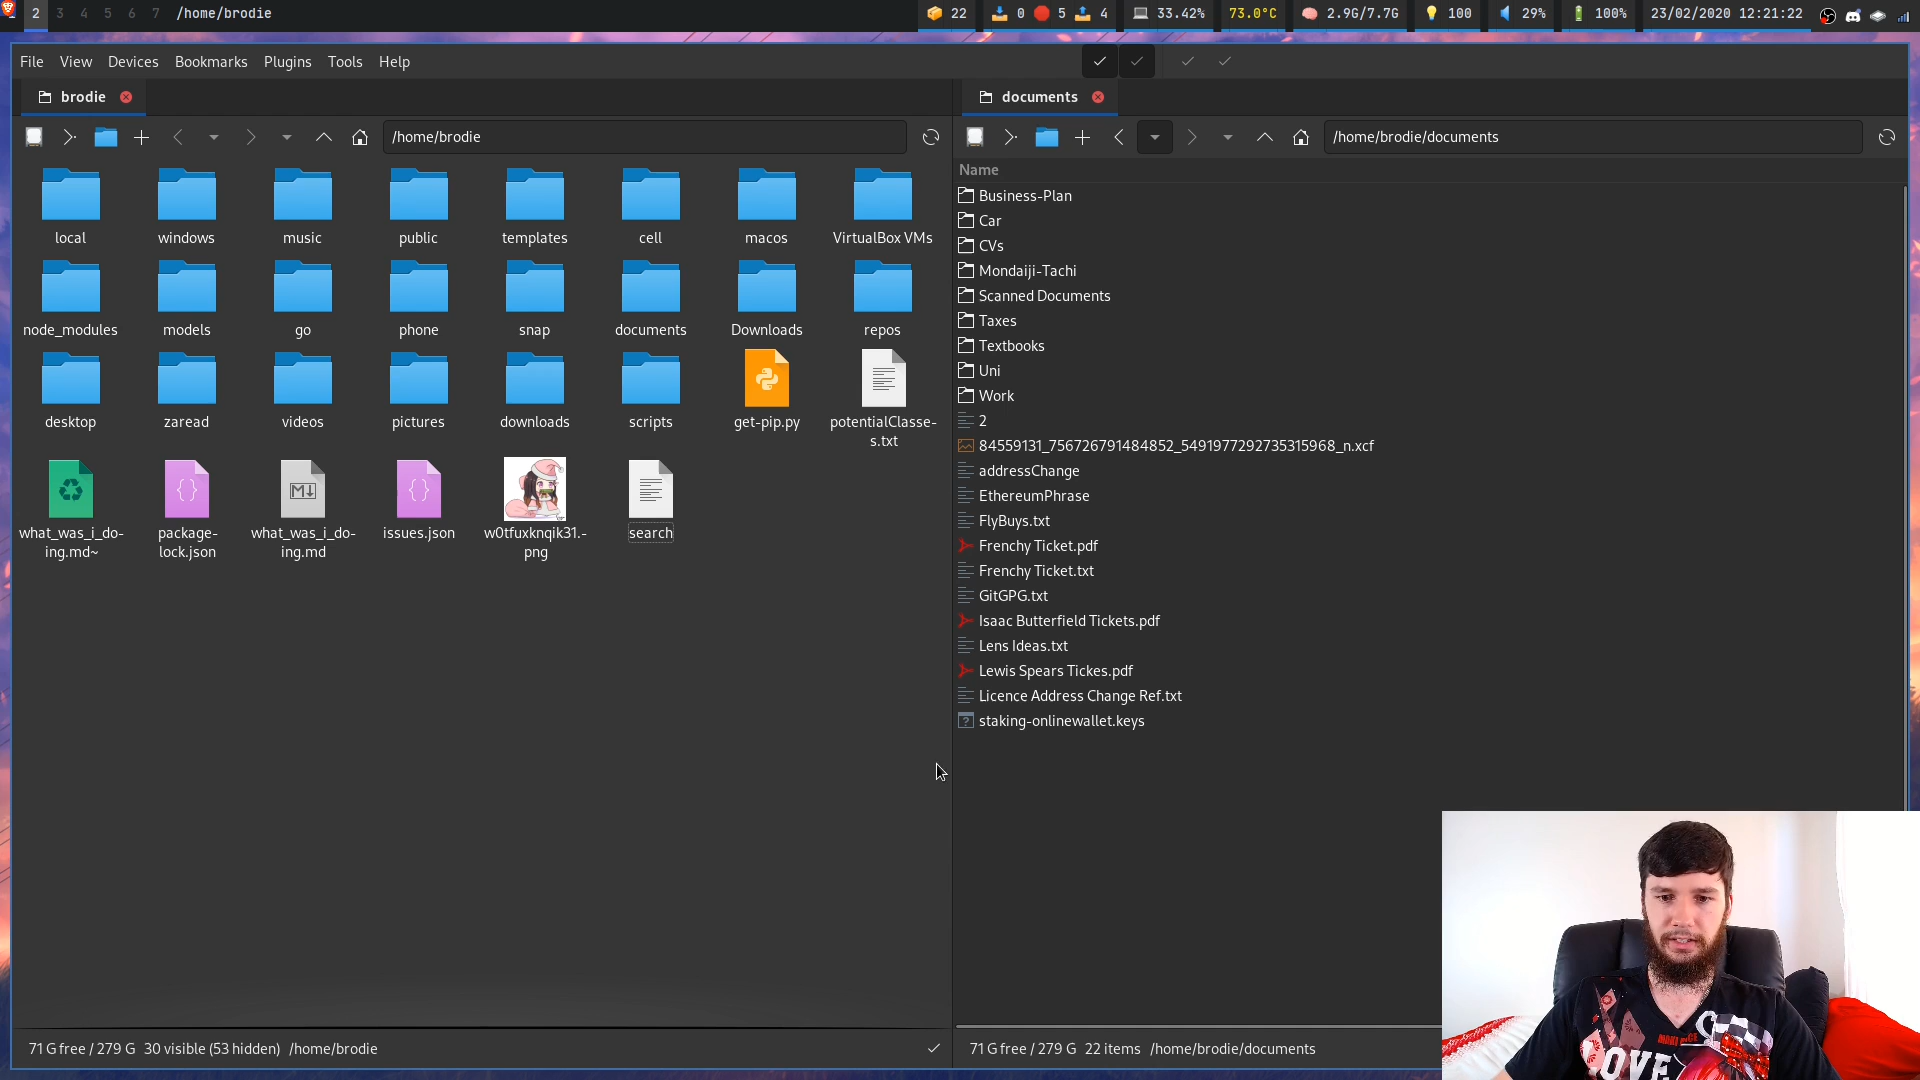 2 3 4 5 6 7 /home/brodie 22 0 5 4 33.42% 73.0°C 2.9G/7.7G 100 29% 100% 23/02/2020 12:21:22
File View Devices Bookmarks Plugins Tools Help
brodie
/home/brodie
local windows music public templates cell macos VirtualBox VMs
node_modules models go phone snap documents Downloads repos
desktop zaread videos pictures downloads scripts get-pip.py potentialClasse-
s.txt
what_was_i_do- package- what_was_i_do- issues.json w0tfuxknqik31.- search
ing.md~ lock.json ing.md png
71 G free / 279 G 30 visible (53 hidden) /home/brodie
documents
/home/brodie/documents
Name
Business-Plan
Car
CVs
Mondaiji-Tachi
Scanned Documents
Taxes
Textbooks
Uni
Work
2
84559131_756726791484852_5491977292735315968_n.xcf
addressChange
EthereumPhrase
FlyBuys.txt
Frenchy Ticket.pdf
Frenchy Ticket.txt
GitGPG.txt
Isaac Butterfield Tickets.pdf
Lens Ideas.txt
Lewis Spears Tickes.pdf
Licence Address Change Ref.txt
staking-onlinewallet.keys
71 G free / 279 G 22 items /home/brodie/documents
LOVE